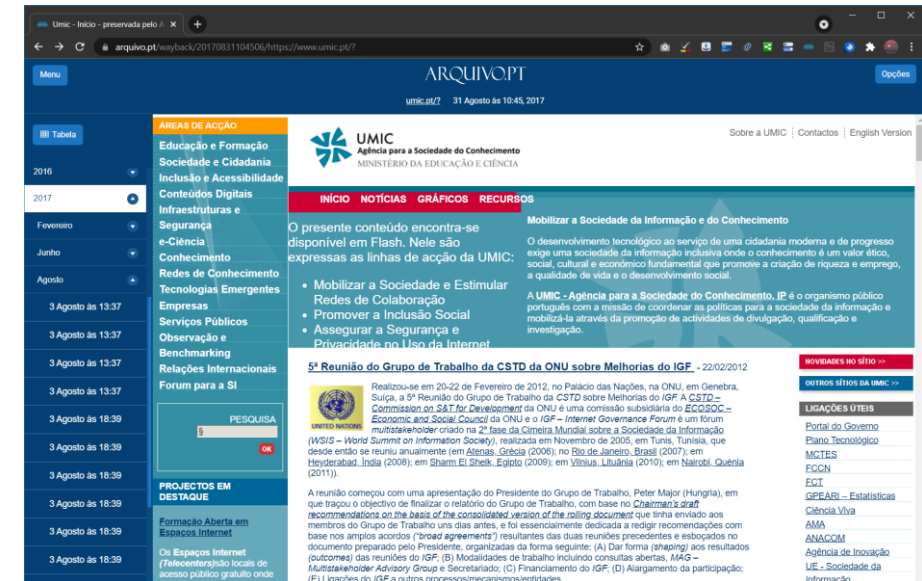 Umic - Início - preservada pelo A
arquivo.pt/wayback/20170831104506/https://www.umic.pt/?
Menu
ARQUIVO.PT
Opções
umic.pt/? 31 Agosto às 10:45, 2017
Tabela
2016
2017
Fevereiro
Junho
Agosto
3 Agosto às 13:37
3 Agosto às 13:37
3 Agosto às 13:37
3 Agosto às 13:37
3 Agosto às 18:39
3 Agosto às 18:39
3 Agosto às 18:39
3 Agosto às 18:39
3 Agosto às 18:39
3 Agosto às 18:39
ÁREAS DE ACÇÃO
Educação e Formação
Sociedade e Cidadania
Inclusão e Acessibilidade
Conteúdos Digitais
Infraestruturas e
Segurança
e-Ciência
Conhecimento
Redes de Conhecimento
Tecnologias Emergentes
Empresas
Serviços Públicos
Observação e
Benchmarking
Relações Internacionais
Forum para a SI
PESQUISA
§
OK
PROJECTOS EM
DESTAQUE
Formação Aberta em
Espaços Internet
Os Espaços Internet
(Telecenters)são locais de
acesso público gratuito onde
UMIC
Agência para a Sociedade do Conhecimento
MINISTÉRIO DA EDUCAÇÃO E CIÊNCIA
Sobre a UMIC Contactos English Version
INÍCIO NOTÍCIAS GRÁFICOS RECURSOS
O presente conteúdo encontra-se
disponível em Flash. Nele são
expressas as linhas de acção da UMIC:
• Mobilizar a Sociedade e Estimular
Redes de Colaboração
• Promover a Inclusão Social
• Assegurar a Segurança e
Privacidade no Uso da Internet
Mobilizar a Sociedade da Informação e do Conhecimento
O desenvolvimento tecnológico ao serviço de uma cidadania moderna e de progresso
exige uma sociedade da informação inclusiva onde o conhecimento é um valor ético,
social, cultural e económico fundamental que promove a criação de riqueza e emprego,
a qualidade de vida e o desenvolvimento social.
A UMIC - Agência para a Sociedade do Conhecimento, IP é o organismo público
português com a missão de coordenar as políticas para a sociedade da informação e
mobilizá-la através da promoção de actividades de divulgação, qualificação e
investigação.
5ª Reunião do Grupo de Trabalho da CSTD da ONU sobre Melhorias do IGF - 22/02/2012
UNITED NATIONS
Realizou-se em 20-22 de Fevereiro de 2012, no Palácio das Nações, na ONU, em Genebra,
Suíça, a 5ª Reunião do Grupo de Trabalho da CSTD sobre Melhorias do IGF. A CSTD –
Commission on S&T for Development da ONU é uma comissão subsidiária do ECOSOC –
Economic and Social Council da ONU e o IGF – Internet Governance Forum é um fórum
multistakeholder criado na 2ª fase da Cimeira Mundial sobre a Sociedade da Informação
(WSIS – World Summit on Information Society), realizada em Novembro de 2005, em Tunis, Tunísia, que
desde então se reuniu anualmente (em Atenas, Grécia (2006); no Rio de Janeiro, Brasil (2007); em
Heyderabad, Índia (2008); em Sharm El Sheik, Egipto (2009); em Vilnius, Lituânia (2010); em Nairobi, Quénia
(2011)).
A reunião começou com uma apresentação do Presidente do Grupo de Trabalho, Peter Major (Hungria), em
que traçou o objectivo de finalizar o relatório do Grupo de Trabalho, com base no Chairman's draft
recommendations on the basis of the consolidated version of the rolling document que tinha enviado aos
membros do Grupo de Trabalho uns dias antes, e foi essencialmente dedicada a redigir recomendações com
base nos amplos acordos ("broad agreements") resultantes das duas reuniões precedentes e esboçados no
documento preparado pelo Presidente, organizadas da forma seguinte: (A) Dar forma (shaping) aos resultados
(outcomes) das reuniões do IGF; (B) Modalidades de trabalho incluindo consultas abertas, MAG –
Multistakeholder Advisory Group e Secretariado; (C) Financiamento do IGF; (D) Alargamento da participação;
(E) Ligações do IGF a outros processos/mecanismos/entidades.
NOVIDADES NO SÍTIO >>
OUTROS SÍTIOS DA UMIC >>
LIGAÇÕES ÚTEIS
Portal do Governo
Plano Tecnológico
MCTES
FCCN
FCT
GPEARI – Estatísticas
Ciência Viva
AMA
ANACOM
Agência de Inovação
UE - Sociedade da
Informação